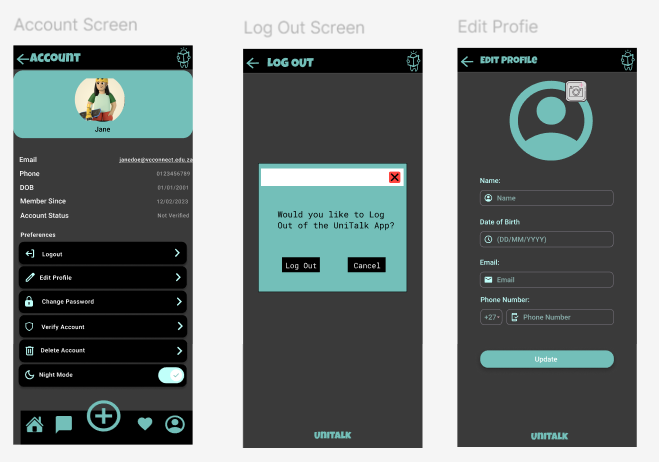 Account Screen
ACCOUNT
Jane
Email janedoe@vcconnect.edu.za
Phone 0123456789
DOB 01/01/2001
Member Since 12/02/2023
Account Status Not Verified
Preferences
Logout
Edit Profile
Change Password
Verify Account
Delete Account
Night Mode
Log Out Screen
LOG OUT
Would you like to Log
Out of the UniTalk App?
Log Out Cancel
UNITALK
Edit Profie
EDIT PROFILE
Name:
Name
Date of Birth
(DD/MM/YYYY)
Email:
Email
Phone Number:
+27 Phone Number
Update
UNITALK